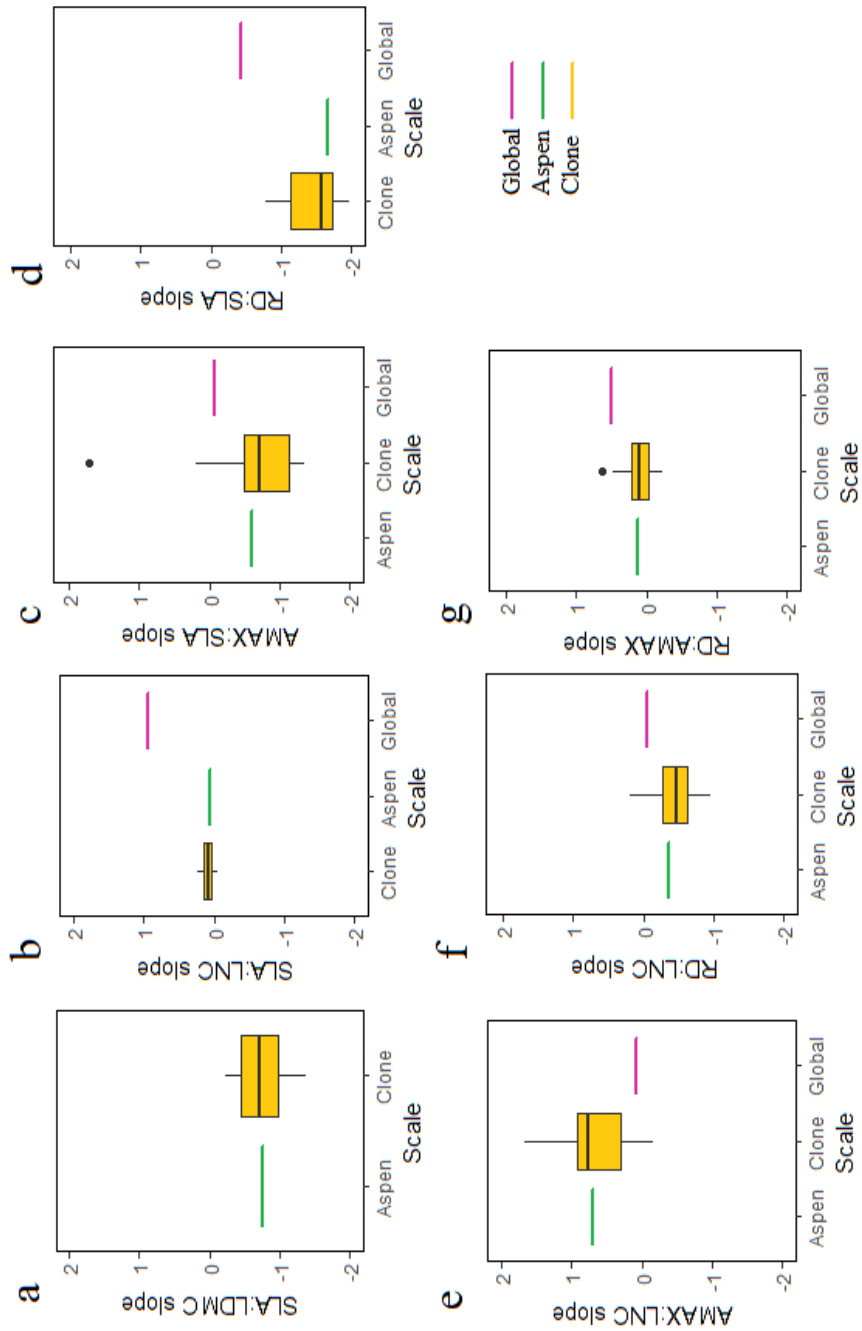 a
SLA:LDMC slope
2
1
0
-1
-2
Aspen Clone
Scale
b
SLA:LNC slope
2
1
0
-1
-2
Clone Aspen Global
Scale
c
AMAX:SLA slope
2
1
0
-1
-2
Aspen Clone Global
Scale
d
RD:SLA slope
2
1
0
-1
-2
Clone Aspen Global
Scale
e
AMAX:LNC slope
2
1
0
-1
-2
Aspen Clone Global
Scale
f
RD:LNC slope
2
1
0
-1
-2
Aspen Clone Global
Scale
g
RD:AMAX slope
2
1
0
-1
-2
Aspen Clone Global
Scale
Global
Aspen
Clone